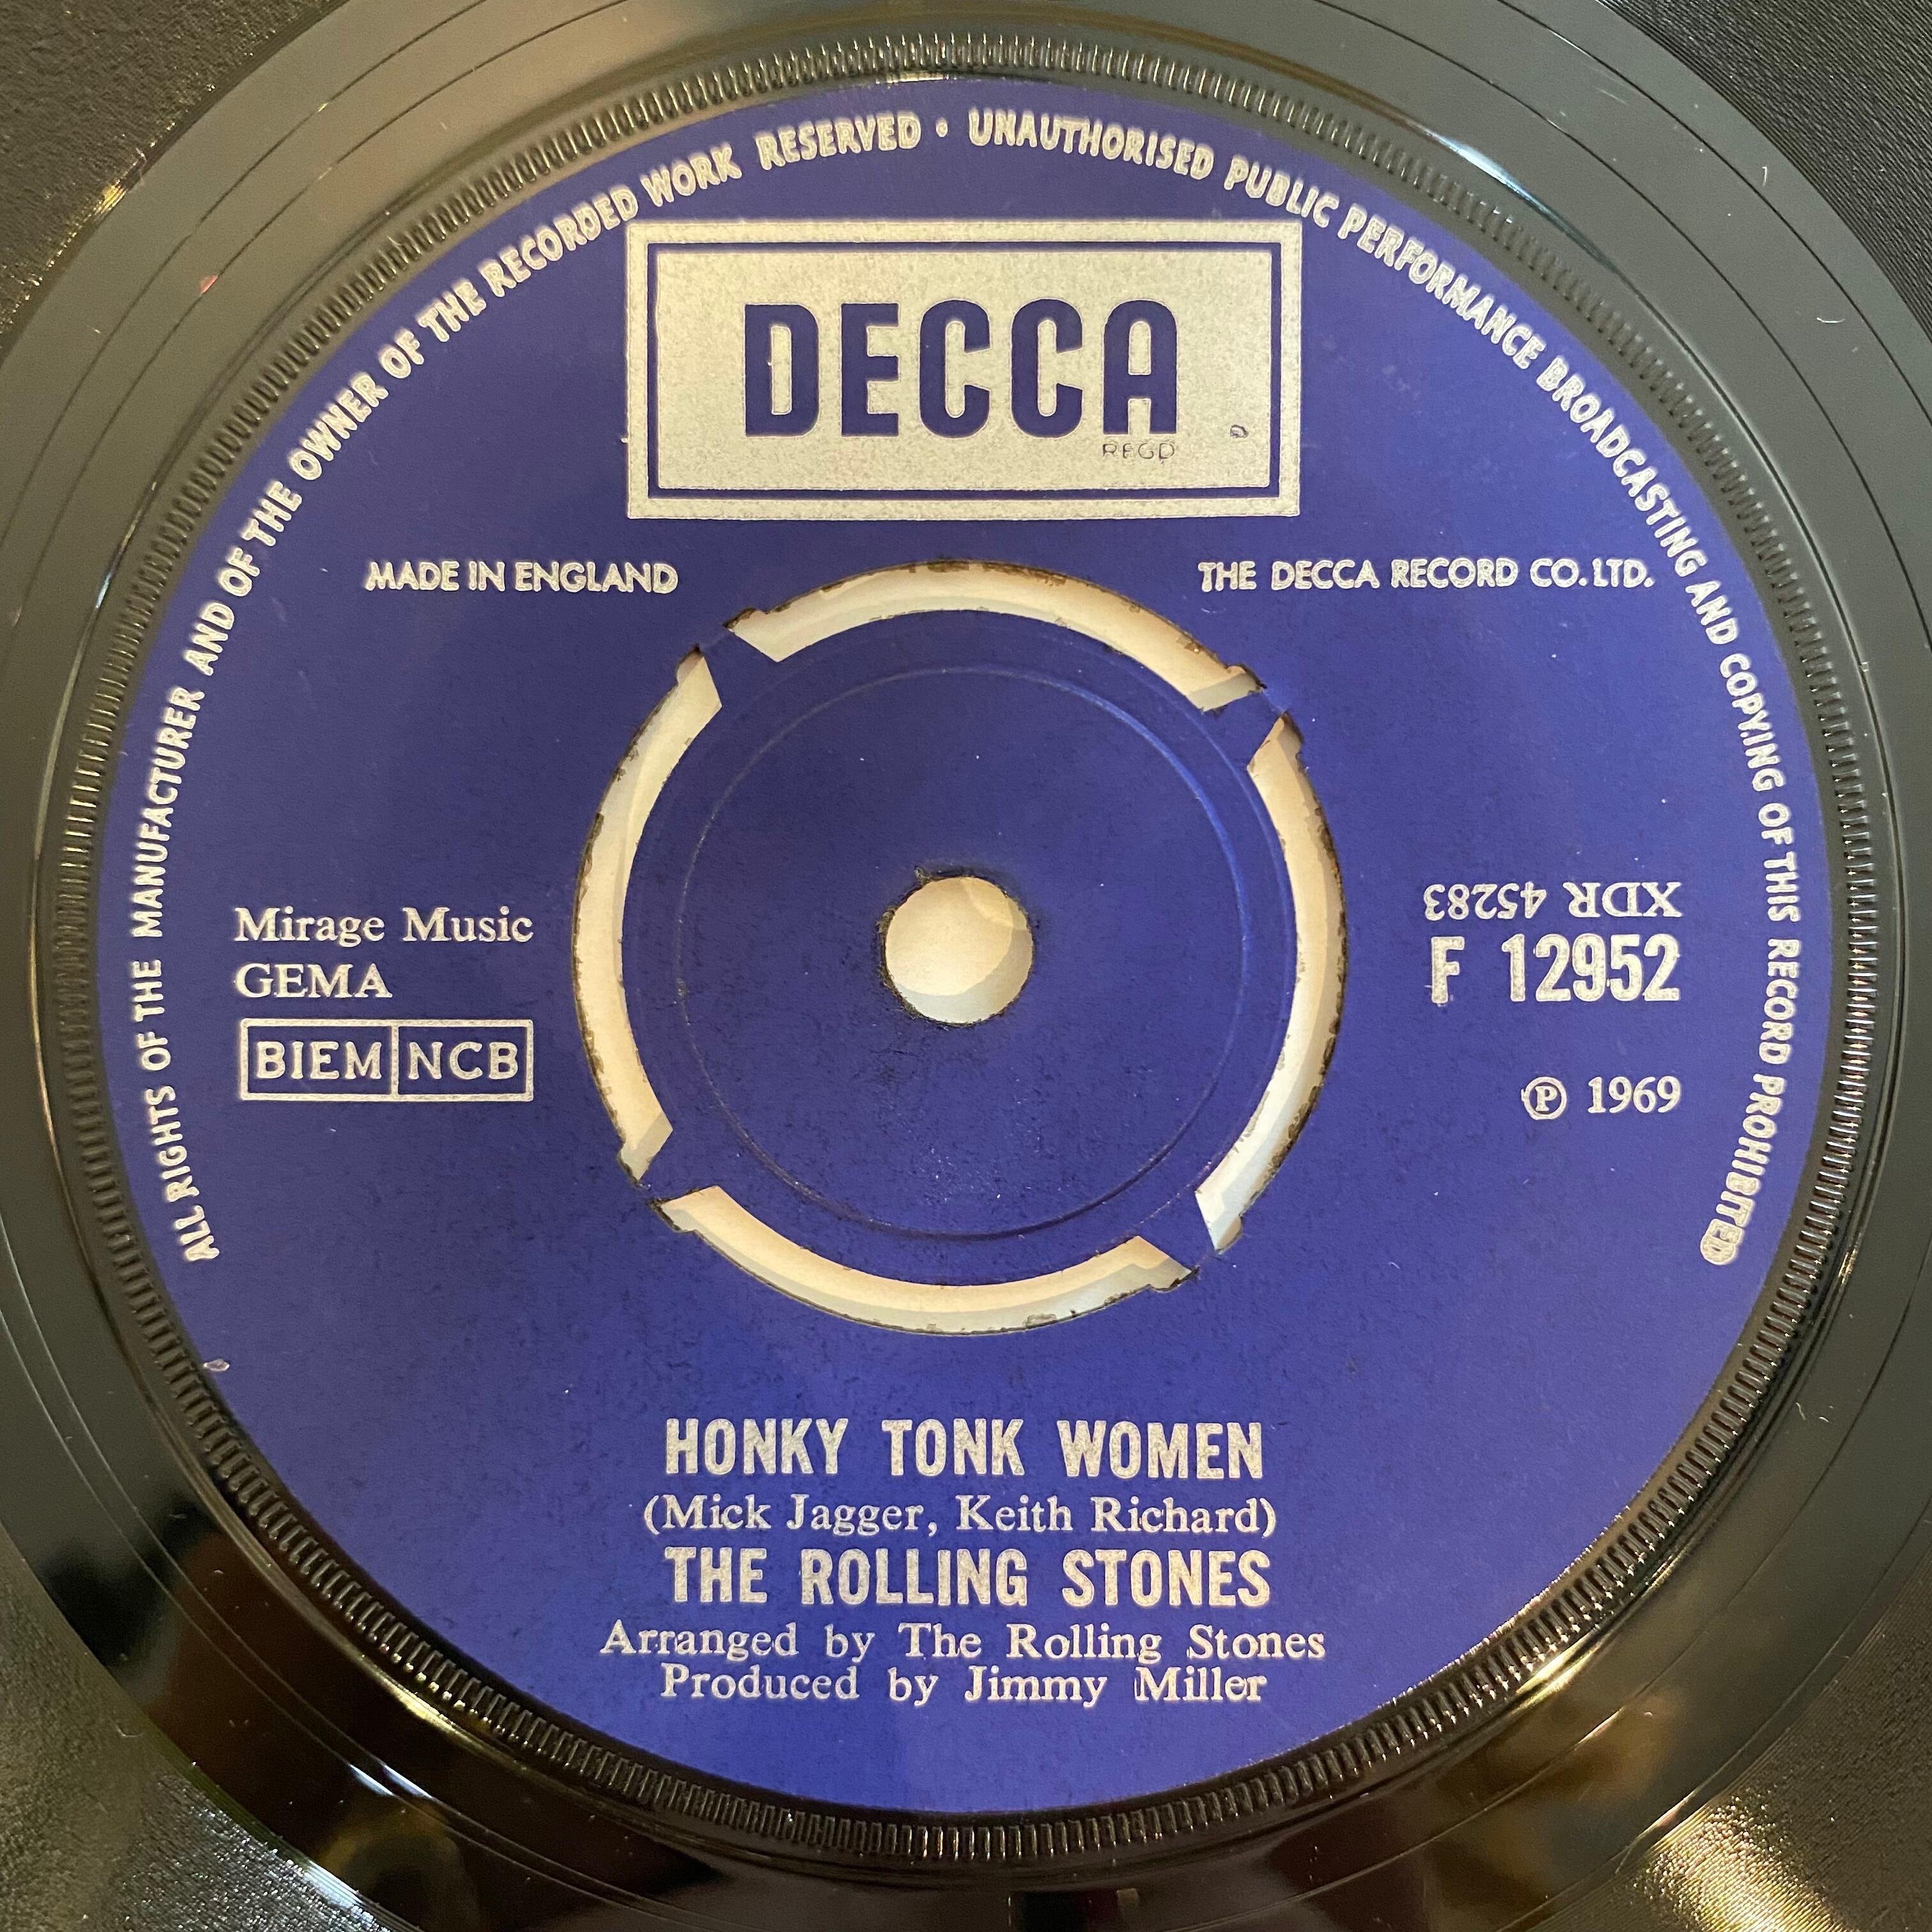 ALL RIGHTS OF THE MANUFACTURER AND OF THE OWNER OF THE RECORDED WORK RESERVED • UNAUTHORISED PUBLIC PERFORMANCE BROADCASTING AND COPYING OF THIS RECORD PROHIBITED
DECCA
REGD
MADE IN ENGLAND
THE DECCA RECORD CO. LTD.
Mirage Music
GEMA
BIEM NCB
XDR 45283
F 12952
℗ 1969
HONKY TONK WOMEN
(Mick Jagger, Keith Richard)
THE ROLLING STONES
Arranged by The Rolling Stones
Produced by Jimmy Miller